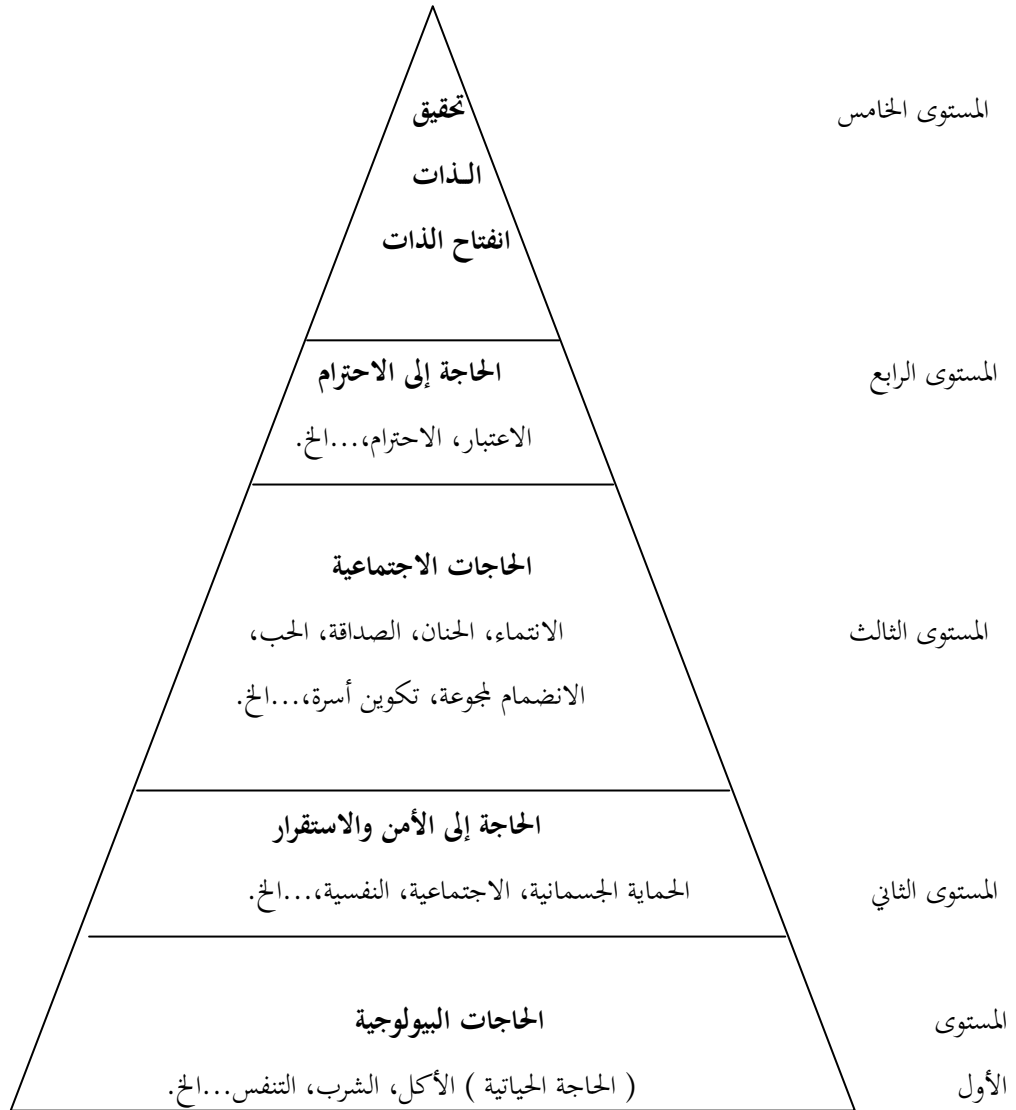 المستوى الخامس
تحقيق
الـذات
انفتاح الذات
المستوى الرابع
الحاجة إلى الاحترام
الاعتبار، الاحترام،...الخ.
الحاجات الاجتماعية
المستوى الثالث
الانتماء، الحنان، الصداقة، الحب،
الانضمام لمجوعة، تكوين أسرة،...الخ.
الحاجة إلى الأمن والاستقرار
المستوى الثاني
الحماية الجسمانية، الاجتماعية، النفسية،...الخ.
المستوى
الأول
الحاجات البيولوجية
( الحاجة الحياتية ) الأكل، الشرب، التنفس...الخ.